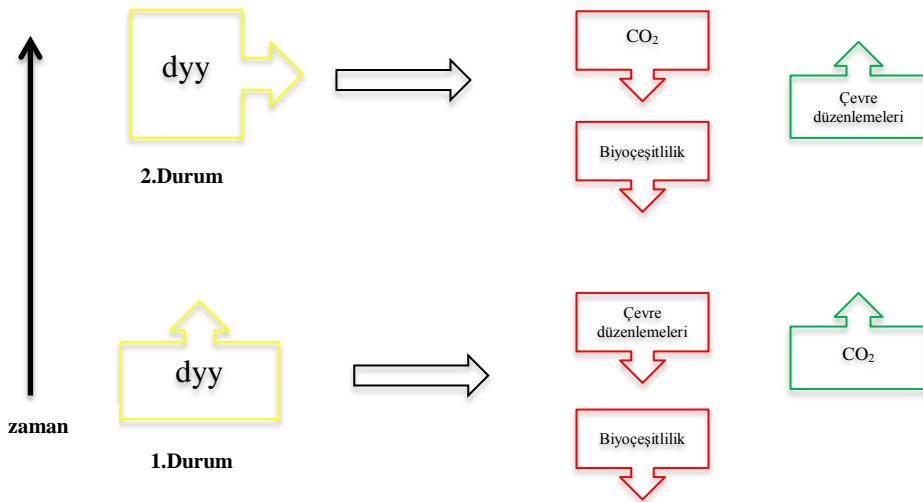 dyy
CO₂
Çevre
düzenlemeleri
Biyoçeşitlilik
2.Durum
Çevre
düzenlemeleri
dyy
CO₂
zaman
Biyoçeşitlilik
1.Durum